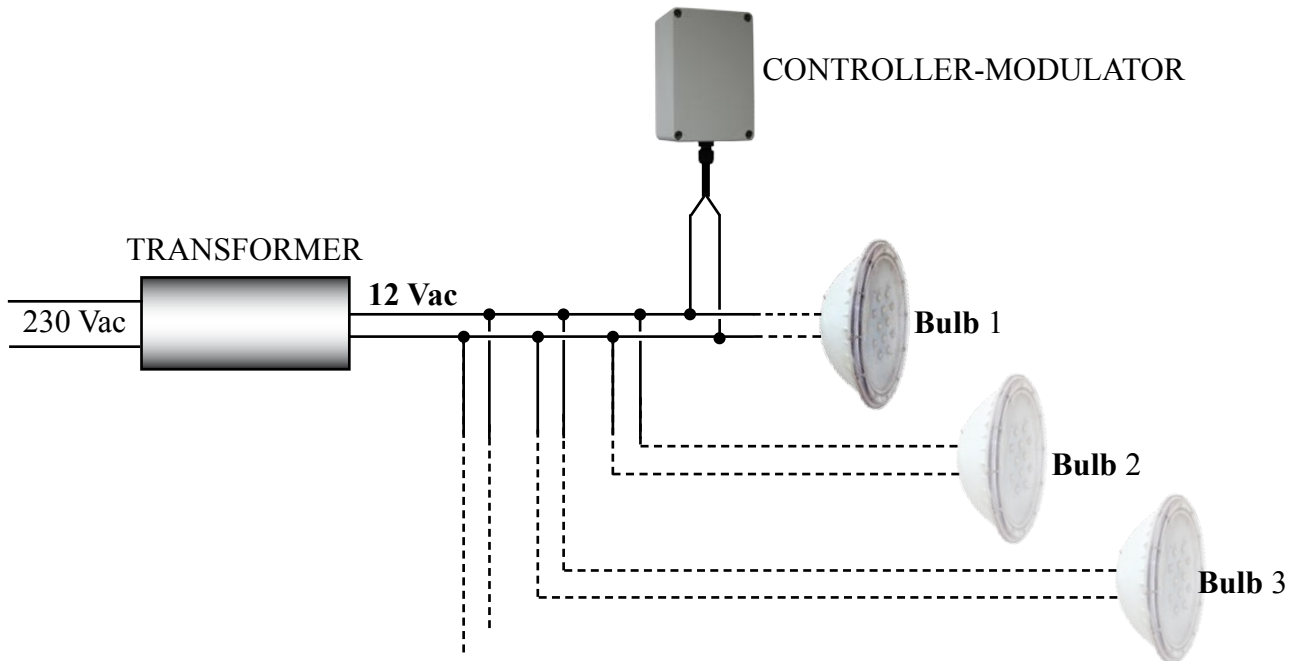 CONTROLLER-MODULATOR
TRANSFORMER
12 Vac
230 Vac
Bulb 1
Bulb 2
Bulb 3